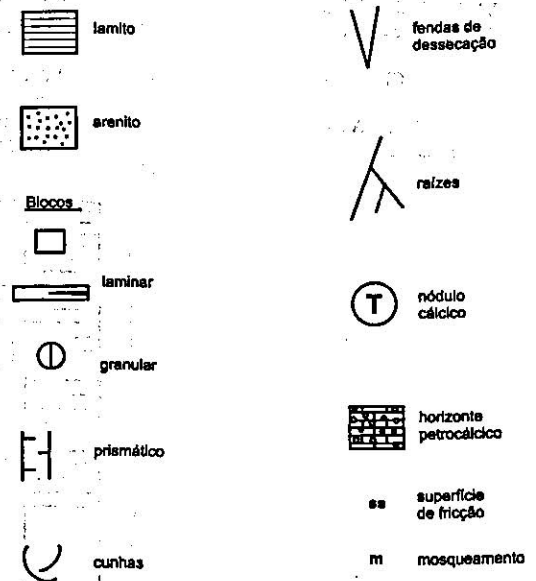 lamito
arenito
Blocos
laminar
granular
prismático
cunhas
fendas de
dessecação
raízes
T
nódulo
cálcico
horizonte
petrocálcico
ss
superfície
de fricção
m
mosqueamento